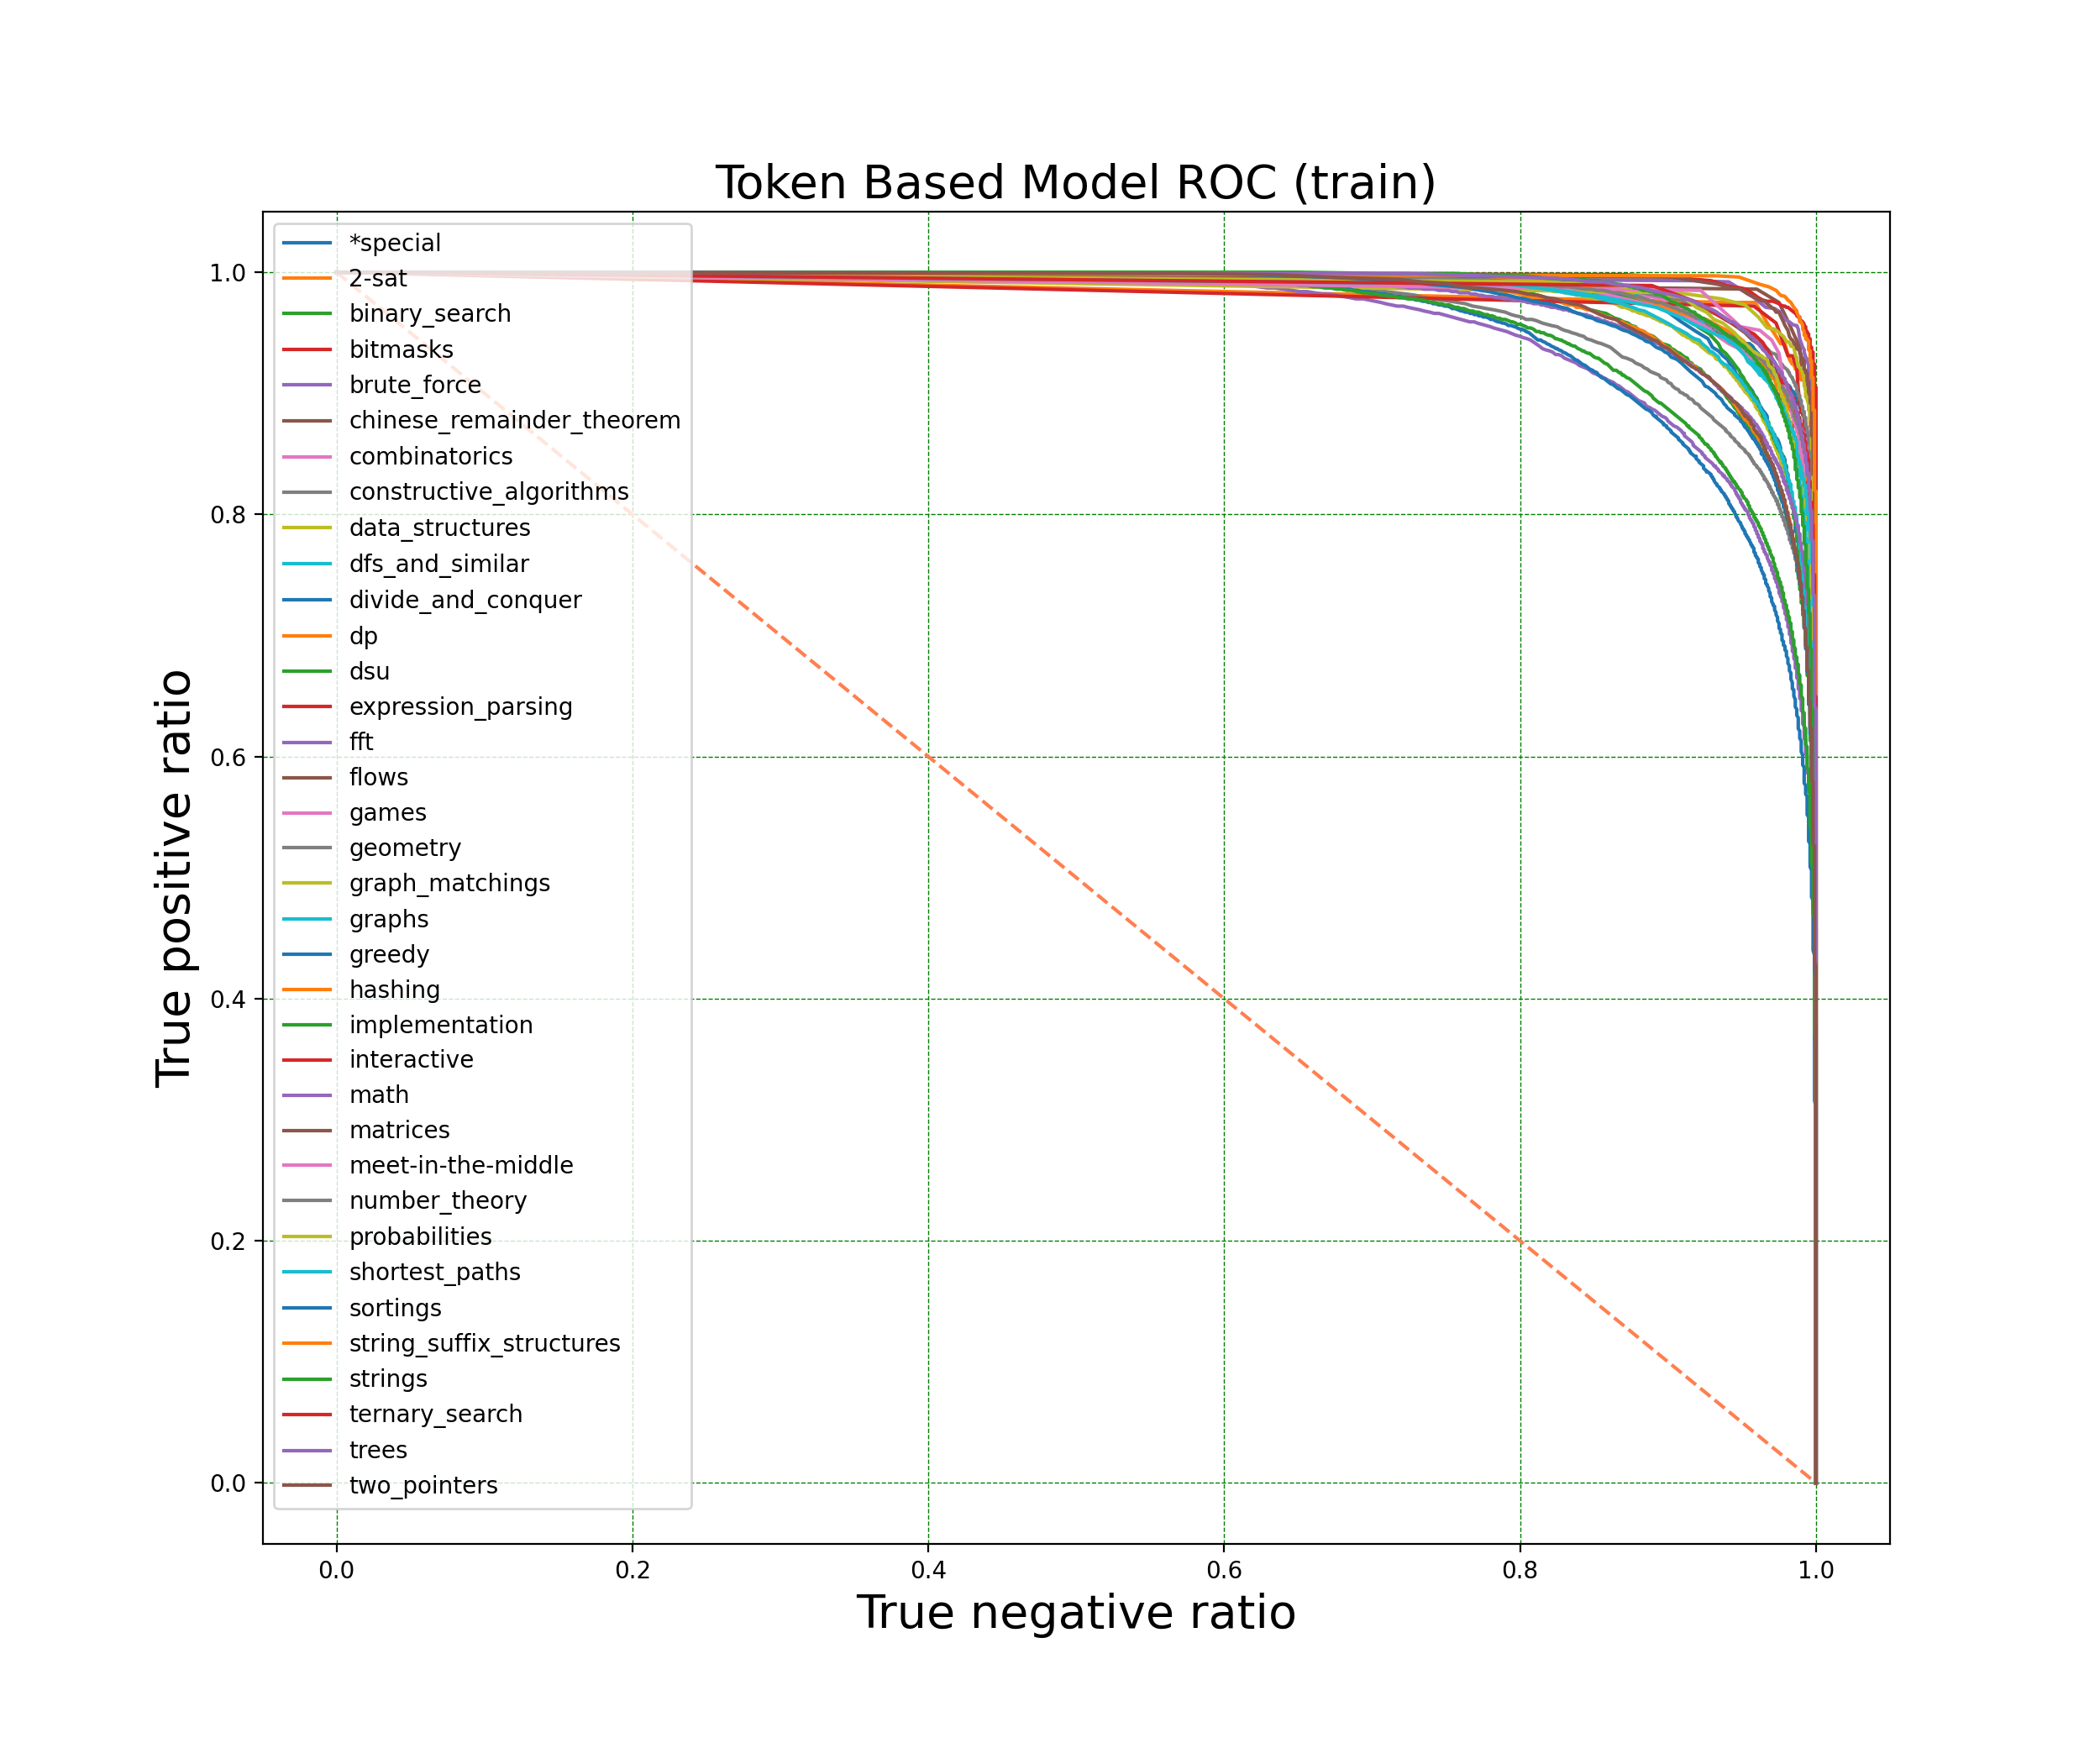 Token Based Model ROC (train)
True positive ratio
1.0
0.8
0.6
0.4
0.2
0.0
*special
2-sat
binary_search
bitmasks
brute_force
chinese_remainder_theorem
combinatorics
constructive_algorithms
data_structures
dfs_and_similar
divide_and_conquer
dp
dsu
expression_parsing
fft
flows
games
geometry
graph_matchings
graphs
greedy
hashing
implementation
interactive
math
matrices
meet-in-the-middle
number_theory
probabilities
shortest_paths
sortings
string_suffix_structures
strings
ternary_search
trees
two_pointers
0.0 0.2 0.4 0.6 0.8 1.0
True negative ratio